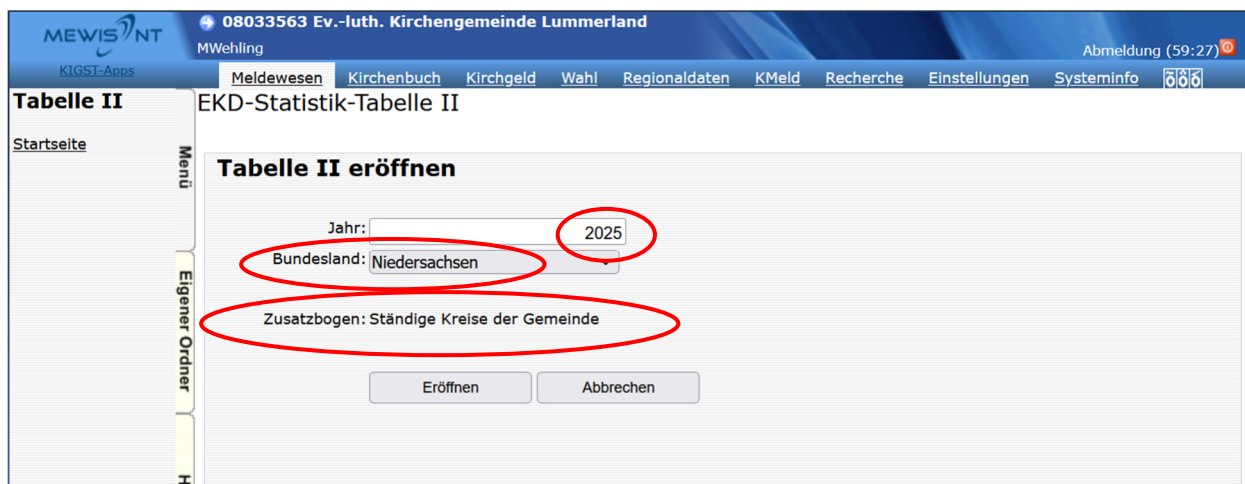 MEWIS NT
08033563 Ev.-luth. Kirchengemeinde Lummerland
MWehling
Abmeldung (59:27)
KIGST-Apps
Meldewesen Kirchenbuch Kirchgeld Wahl Regionaldaten KMeld Recherche Einstellungen Systeminfo õôó
Tabelle II
EKD-Statistik-Tabelle II
Startseite
Menü
Tabelle II eröffnen
Jahr: 2025
Bundesland: Niedersachsen
Eigener Ordner
Zusatzbogen: Ständige Kreise der Gemeinde
Eröffnen Abbrechen
H